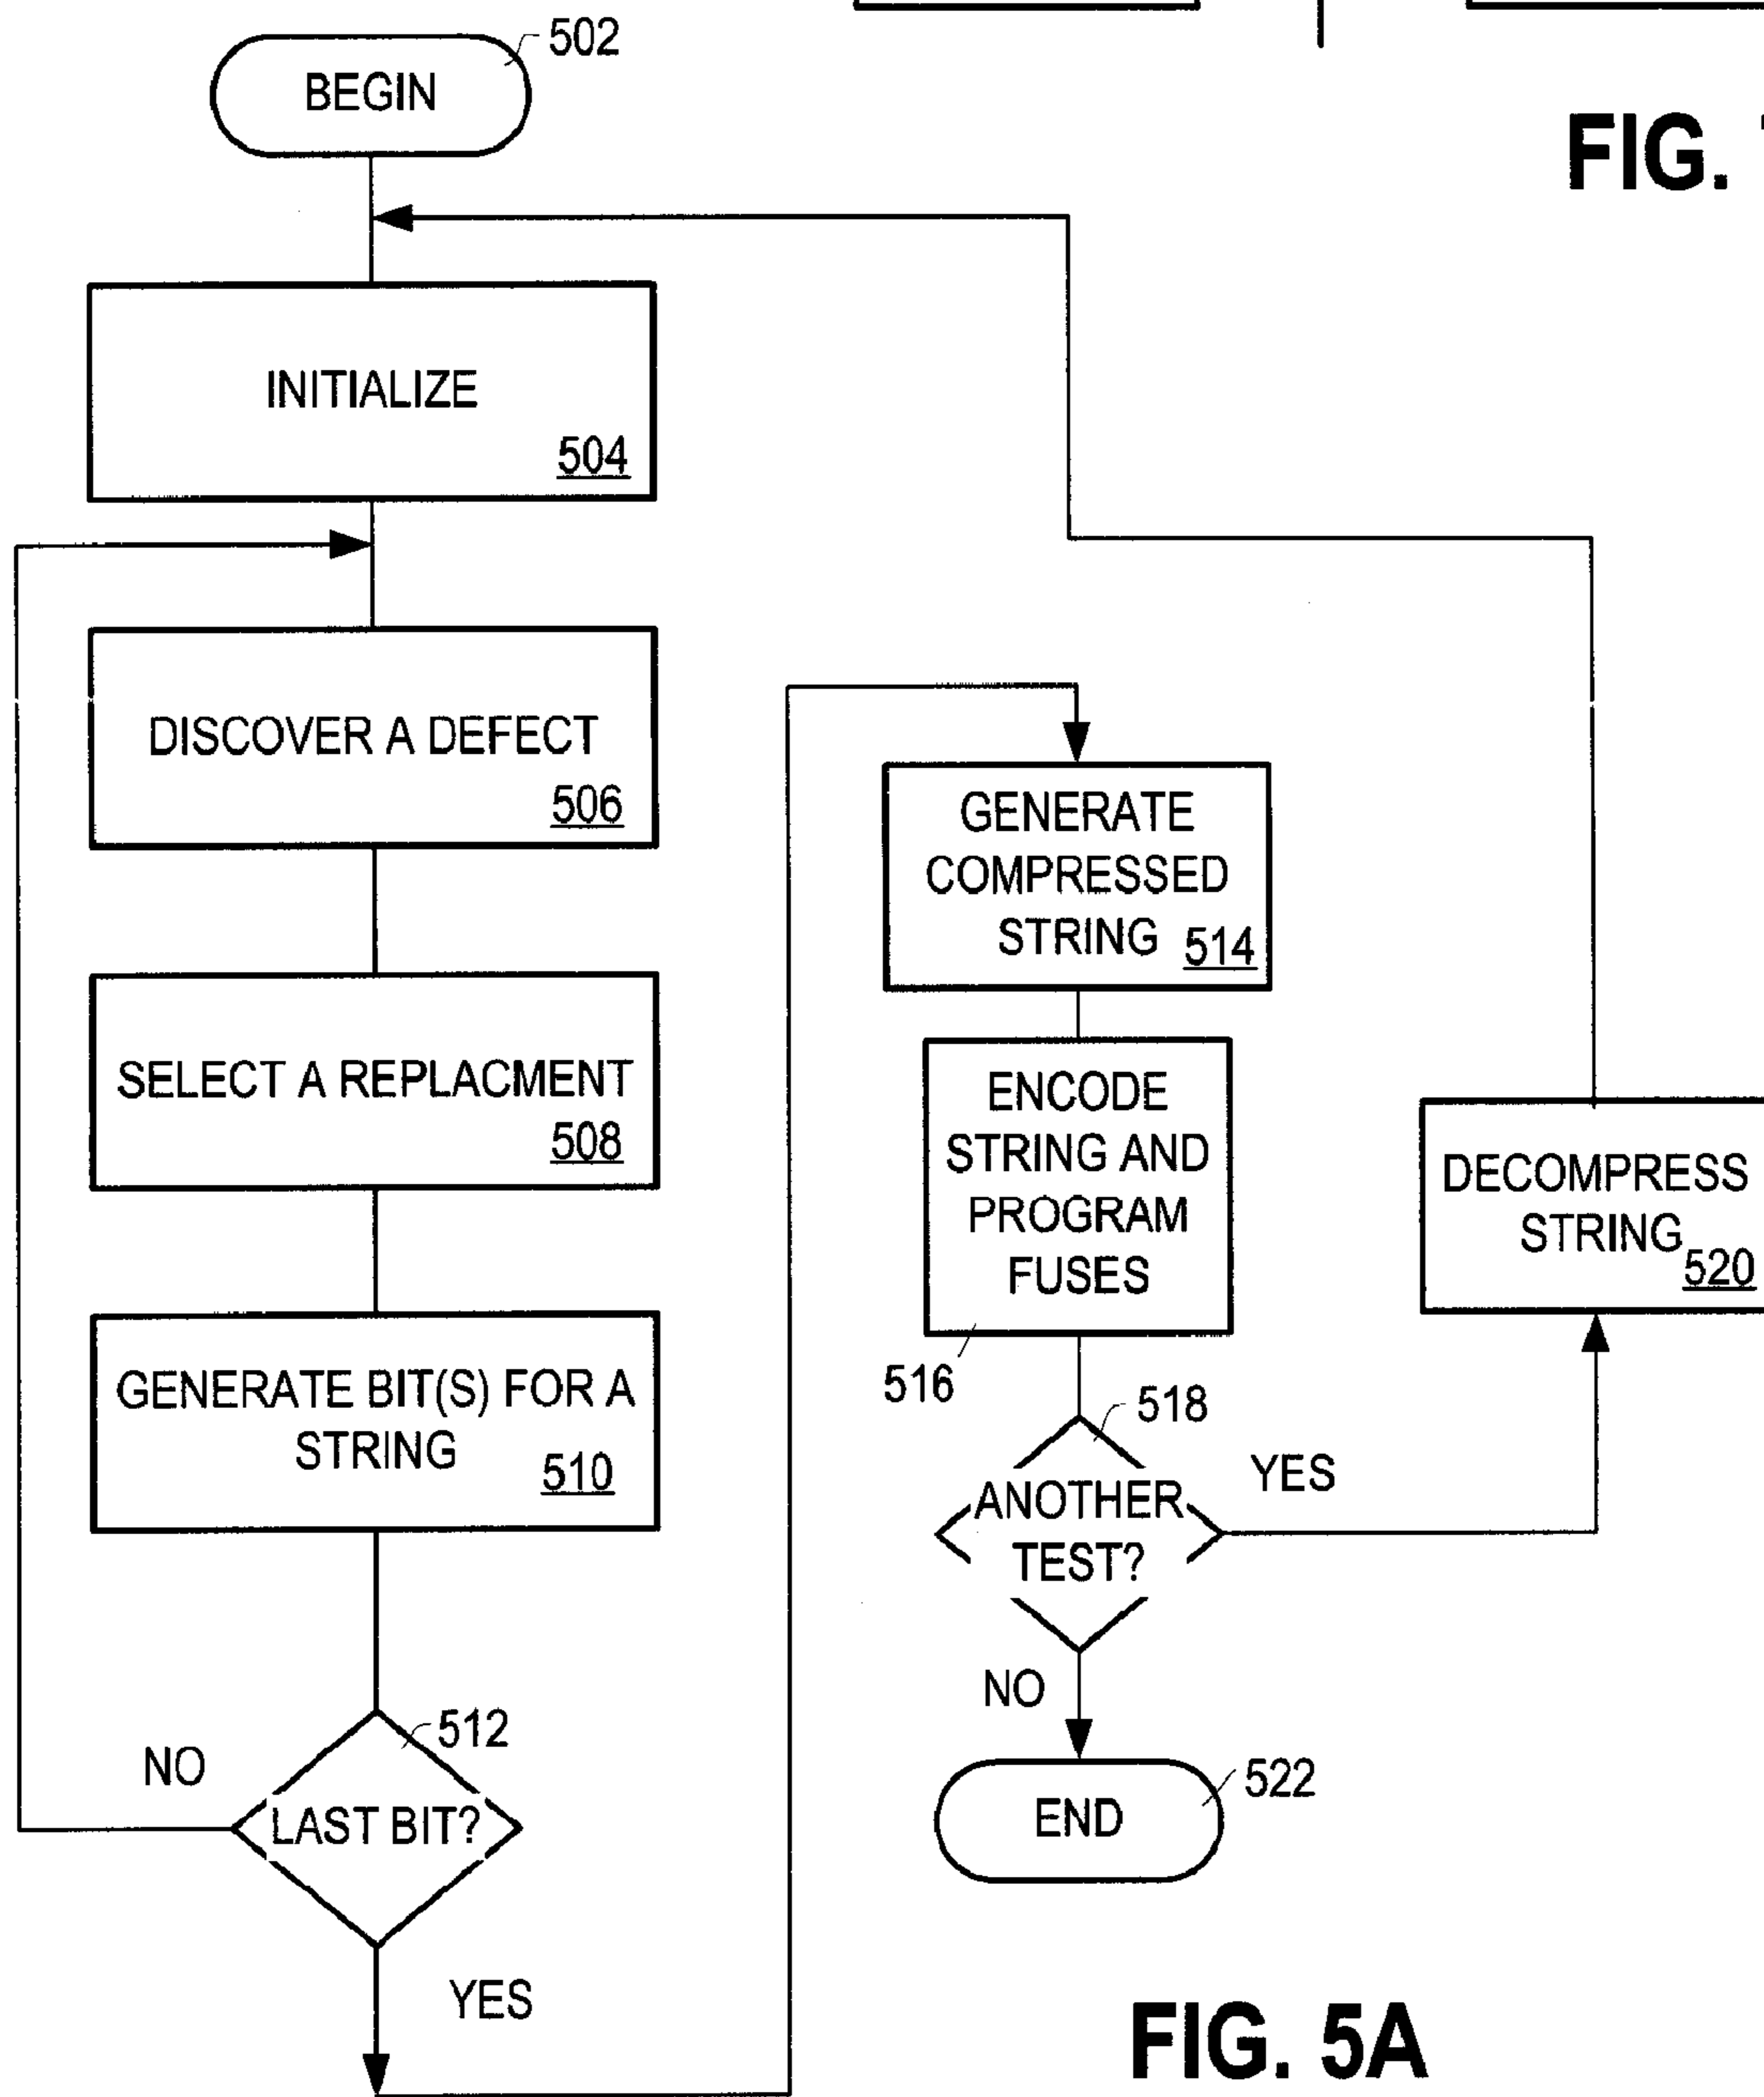 502
BEGIN
FIG.
INITIALIZE
504
DISCOVER A DEFECT
506
SELECT A REPLACMENT
508
GENERATE BIT(S) FOR A
STRING
510
512
NO
LAST BIT?
YES
GENERATE
COMPRESSED
STRING 514
ENCODE
STRING AND
PROGRAM
FUSES
516
518
ANOTHER
TEST?
YES
NO
DECOMPRESS
STRING
520
522
END
FIG. 5A